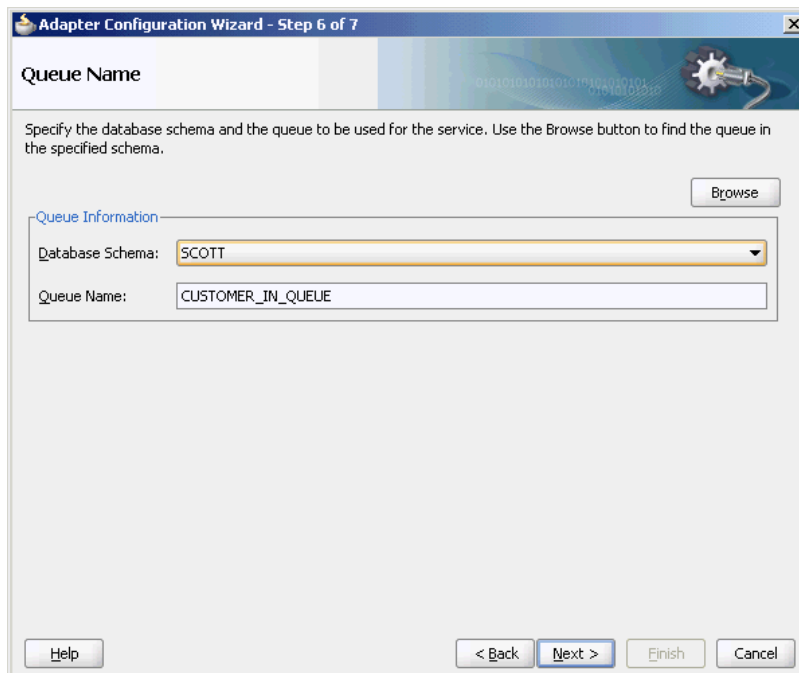 Adapter Configuration Wizard - Step 6 of 7
Queue Name
Specify the database schema and the queue to be used for the service. Use the Browse button to find the queue in
the specified schema.
Browse
Queue Information
Database Schema: SCOTT
Queue Name: CUSTOMER_IN_QUEUE
Help < Back Next > Finish Cancel